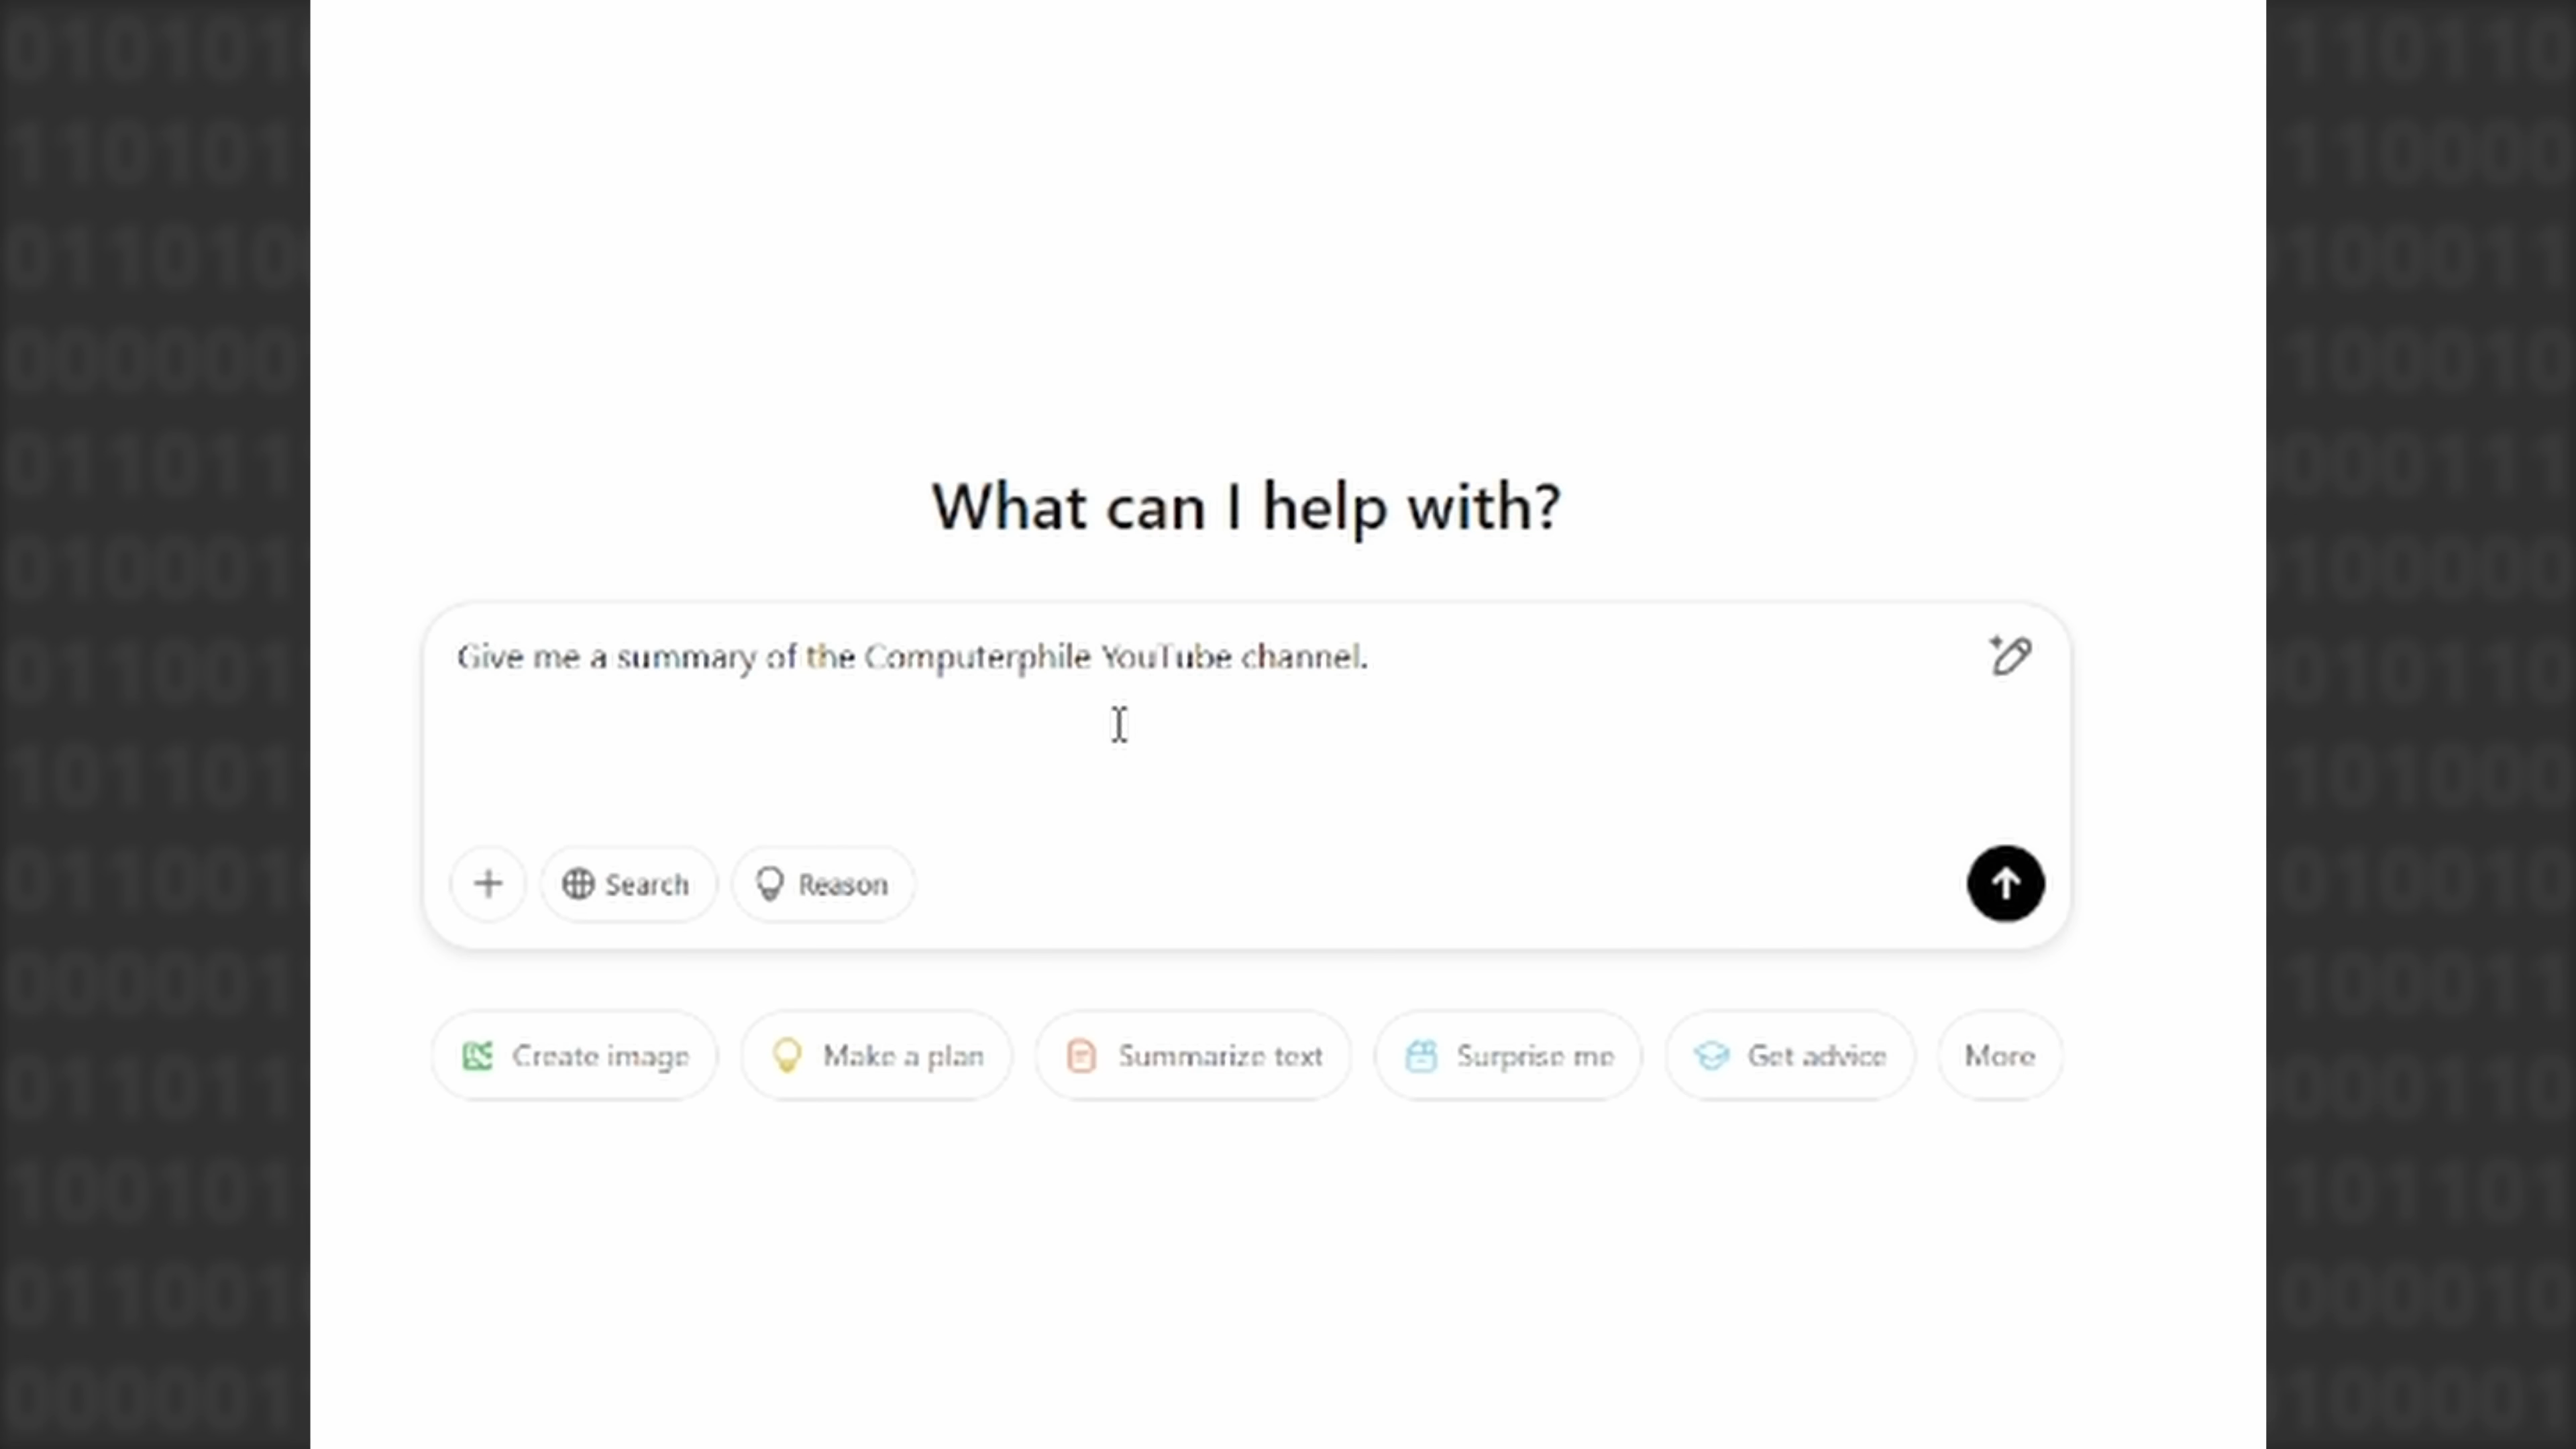 What can I help with?
Give me a summary of the Computerphile YouTube channel.
Search
Reason
Create image
Make a plan
Summarize text
Surprise me
Get advice
More